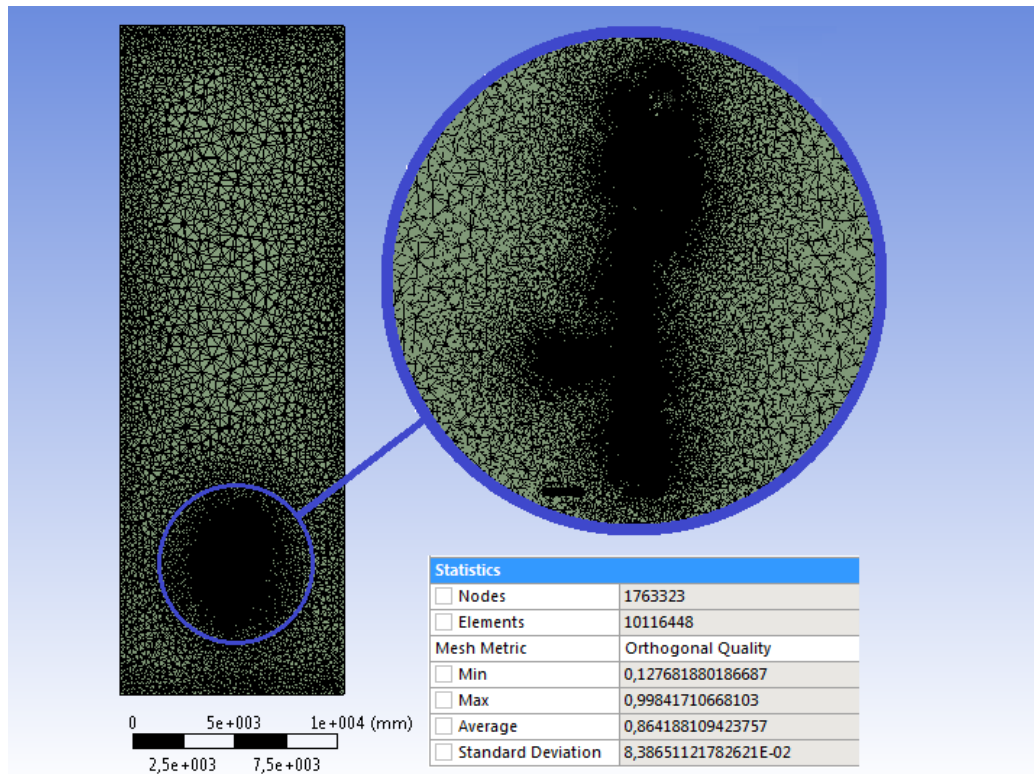 Statistics
Nodes 1763323
Elements 10116448
Mesh Metric Orthogonal Quality
Min 0,127681880186687
Max 0,99841710668103
Average 0,864188109423757
Standard Deviation 8,38651121782621E-02
0 5e+003 1e+004 (mm)
2,5e+003 7,5e+003